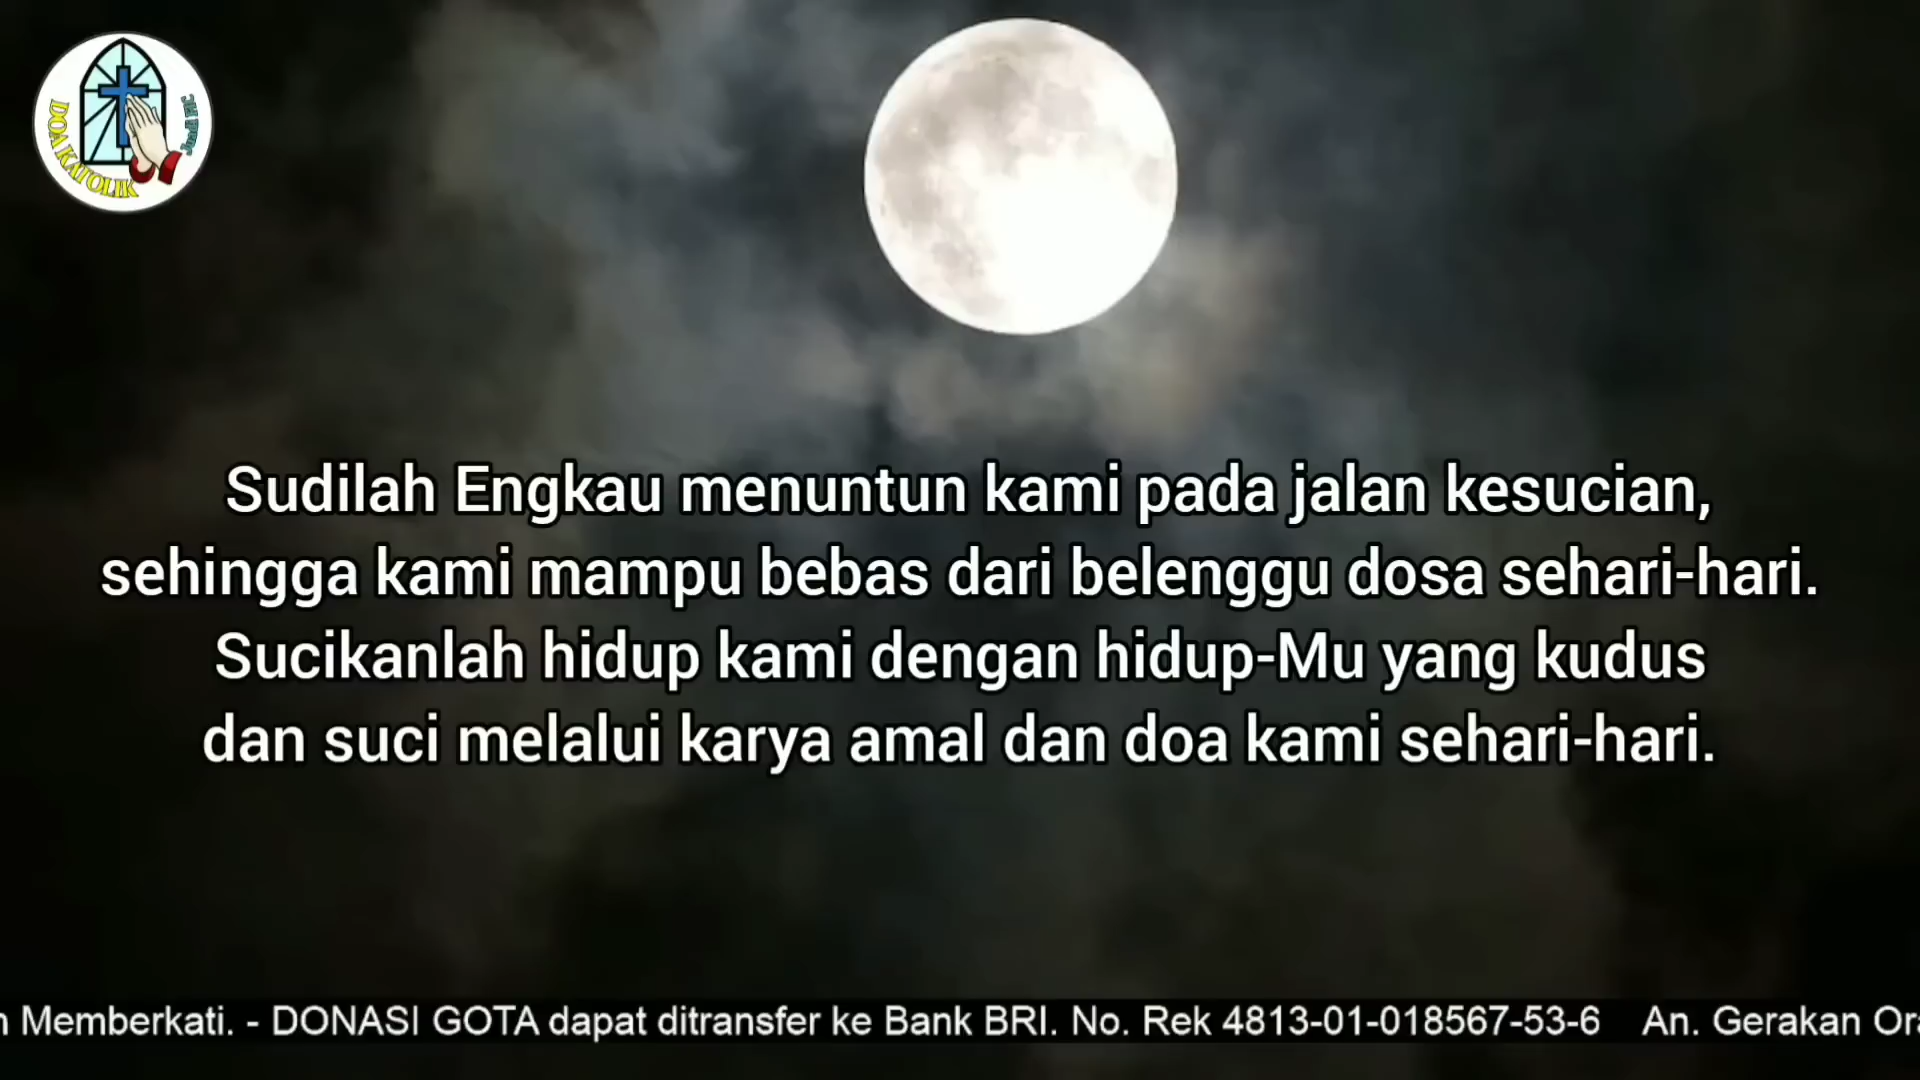 DOA KATOLIK
Sudilah Engkau menuntun kami pada jalan kesucian,
sehingga kami mampu bebas dari belenggu dosa sehari-hari.
Sucikanlah hidup kami dengan hidup-Mu yang kudus
dan suci melalui karya amal dan doa kami sehari-hari.
Memberkati. - DONASI GOTA dapat ditransfer ke Bank BRI. No. Rek 4813-01-018567-53-6 An. Gerakan